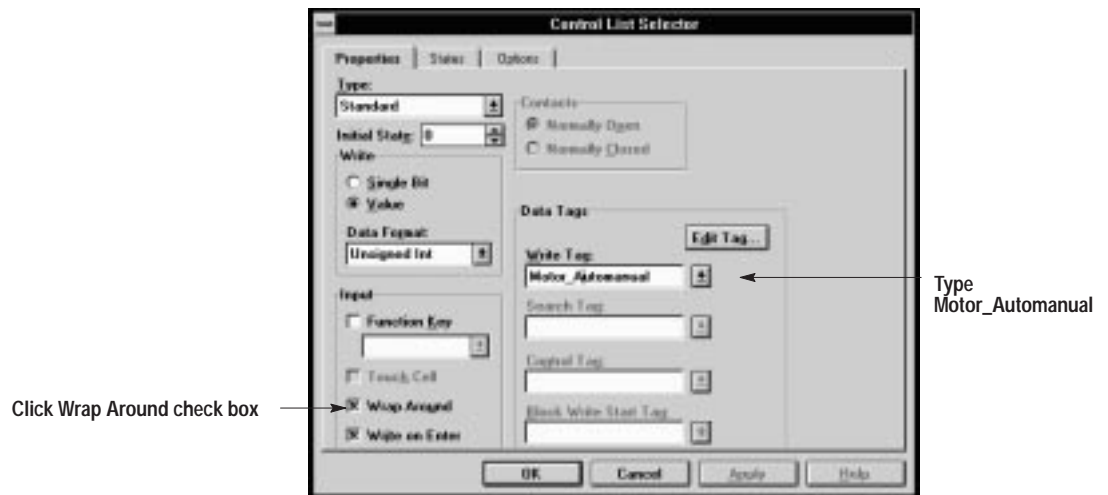 Control List Selector
Properties
States
Options
Type:
Standard
Initial State: 0
Write
Single Bit
Value
Data Format:
Unsigned Int
Input
Function Key
Touch Cell
Wrap Around
Write on Enter
Contacts
Normally Open
Normally Closed
Data Tags
Edit Tag...
Write Tag:
Motor_Automanual
Search Tag:
Control Tag:
Block Write Start Tag:
OK
Cancel
Apply
Help
Type
Motor_Automanual
Click Wrap Around check box